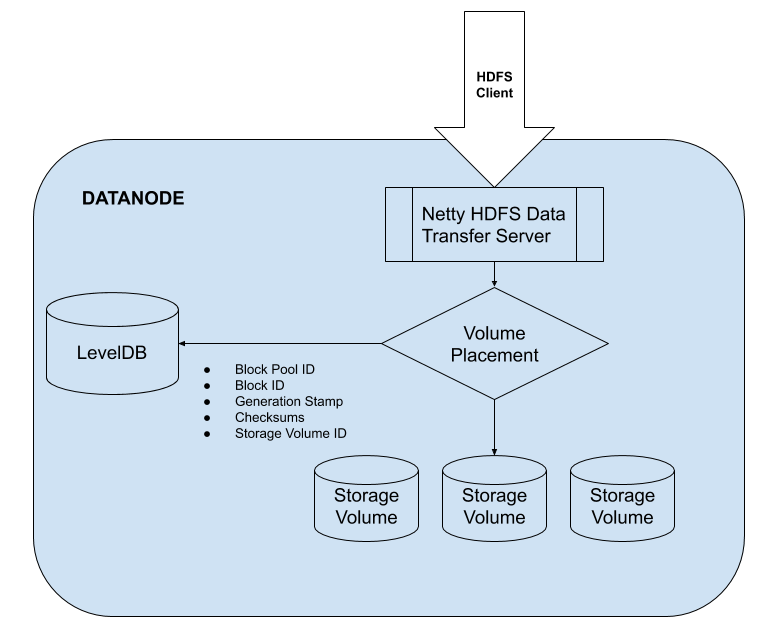 HDFS
Client
DATANODE
Netty HDFS Data
Transfer Server
Volume
Placement
LevelDB
● Block Pool ID
● Block ID
● Generation Stamp
● Checksums
● Storage Volume ID
Storage
Volume
Storage
Volume
Storage
Volume